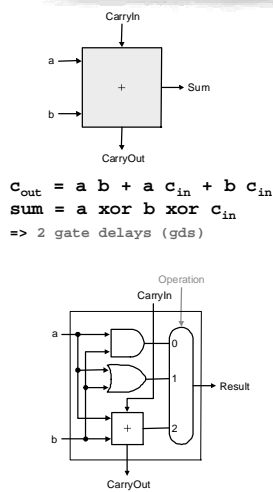 CarryIn
a
+
Sum
b
CarryOut
c_out = a b + a c_in + b c_in
sum = a xor b xor c_in
=> 2 gate delays (gds)
Operation
CarryIn
a
0
1
Result
2
+
b
CarryOut